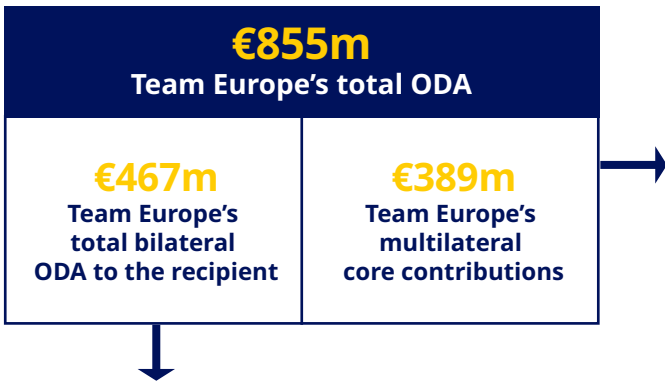 €855m
Team Europe’s total ODA
€467m
Team Europe’s
total bilateral
ODA to the recipient
€389m
Team Europe’s
multilateral
core contributions